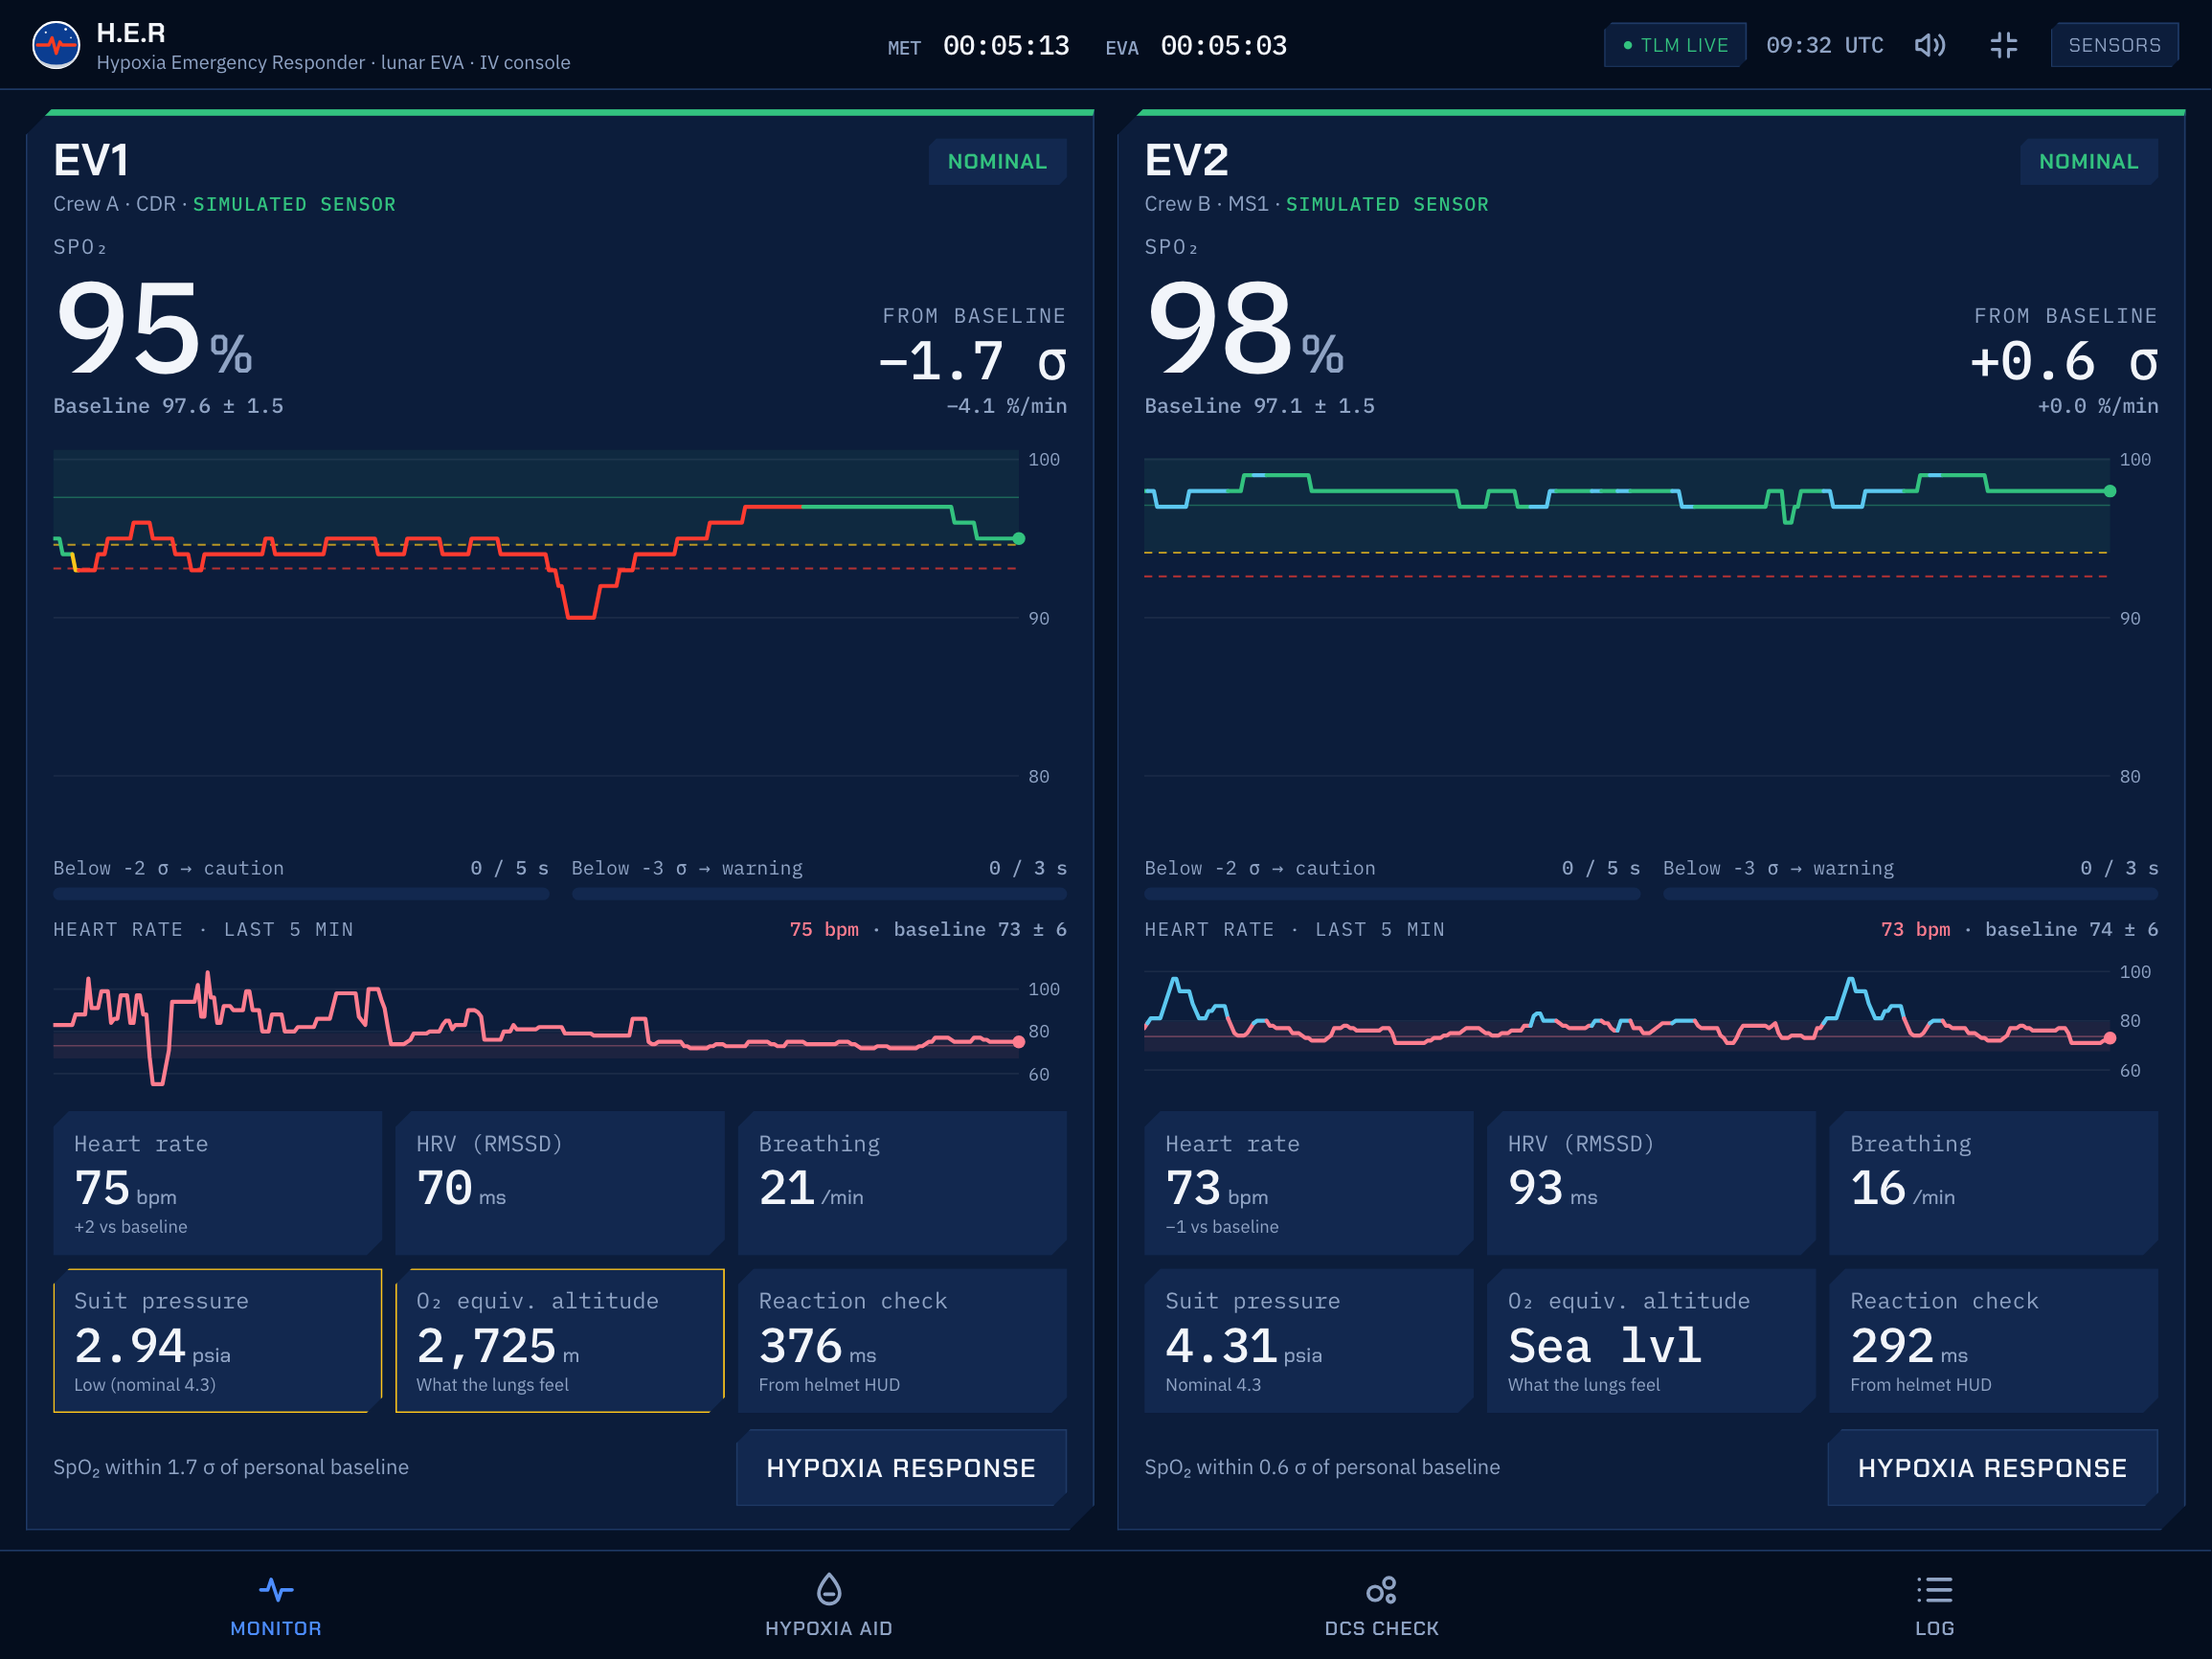 H.E.R
Hypoxia Emergency Responder · lunar EVA · IV console
MET 00:05:13 EVA 00:05:03
TLM LIVE
09:32 UTC
SENSORS
EV1
NOMINAL
Crew A · CDR · SIMULATED SENSOR
SPO₂
95%
FROM BASELINE
−1.7 σ
Baseline 97.6 ± 1.5
−4.1 %/min
100
90
80
Below -2 σ → caution 0 / 5 s
Below -3 σ → warning 0 / 3 s
HEART RATE · LAST 5 MIN
75 bpm · baseline 73 ± 6
100
80
60
Heart rate
75 bpm
+2 vs baseline
HRV (RMSSD)
70 ms
Breathing
21 /min
Suit pressure
2.94 psia
Low (nominal 4.3)
O₂ equiv. altitude
2,725 m
What the lungs feel
Reaction check
376 ms
From helmet HUD
SpO₂ within 1.7 σ of personal baseline
HYPOXIA RESPONSE
EV2
NOMINAL
Crew B · MS1 · SIMULATED SENSOR
SPO₂
98%
FROM BASELINE
+0.6 σ
Baseline 97.1 ± 1.5
+0.0 %/min
100
90
80
Below -2 σ → caution 0 / 5 s
Below -3 σ → warning 0 / 3 s
HEART RATE · LAST 5 MIN
73 bpm · baseline 74 ± 6
100
80
60
Heart rate
73 bpm
−1 vs baseline
HRV (RMSSD)
93 ms
Breathing
16 /min
Suit pressure
4.31 psia
Nominal 4.3
O₂ equiv. altitude
Sea lvl
What the lungs feel
Reaction check
292 ms
From helmet HUD
SpO₂ within 0.6 σ of personal baseline
HYPOXIA RESPONSE
MONITOR
HYPOXIA AID
DCS CHECK
LOG